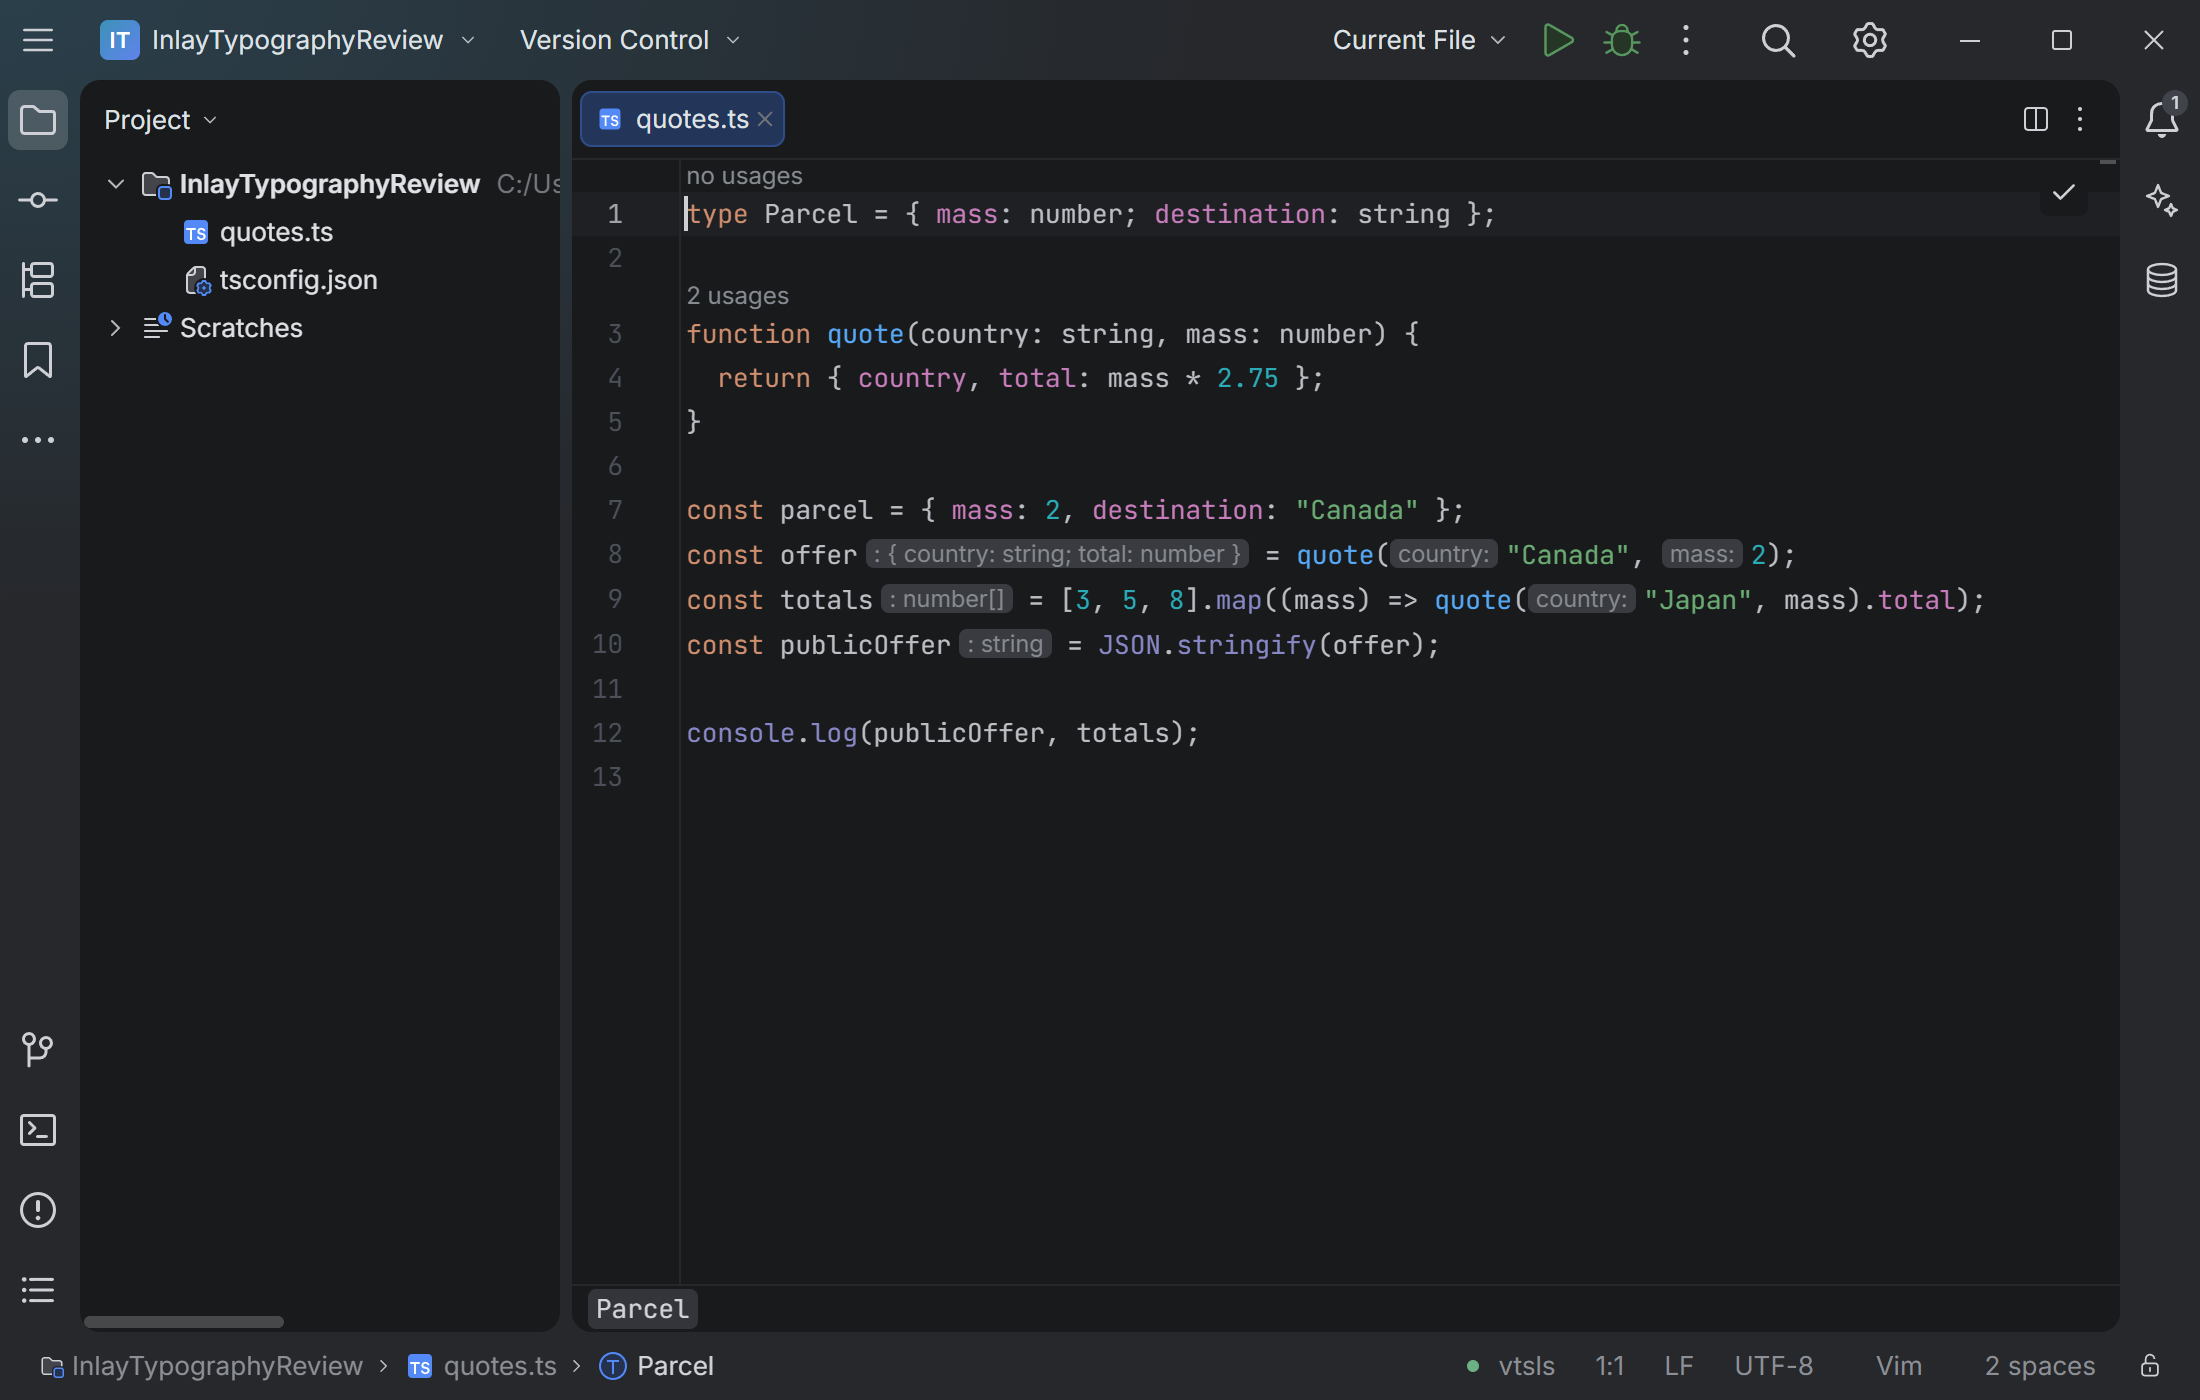 IT InlayTypographyReview Version Control Current File
Project
InlayTypographyReview C:/Us
TS quotes.ts
tsconfig.json
Scratches
TS quotes.ts
no usages
1 type Parcel = { mass: number; destination: string };
2
2 usages
3 function quote(country: string, mass: number) {
4 return { country, total: mass * 2.75 };
5 }
6
7 const parcel = { mass: 2, destination: "Canada" };
8 const offer : { country: string; total: number } = quote( country: "Canada", mass: 2);
9 const totals : number[] = [3, 5, 8].map((mass) => quote( country: "Japan", mass).total);
10 const publicOffer : string = JSON.stringify(offer);
11
12 console.log(publicOffer, totals);
13
1
Parcel
InlayTypographyReview › TS quotes.ts › T Parcel vtsls 1:1 LF UTF-8 Vim 2 spaces